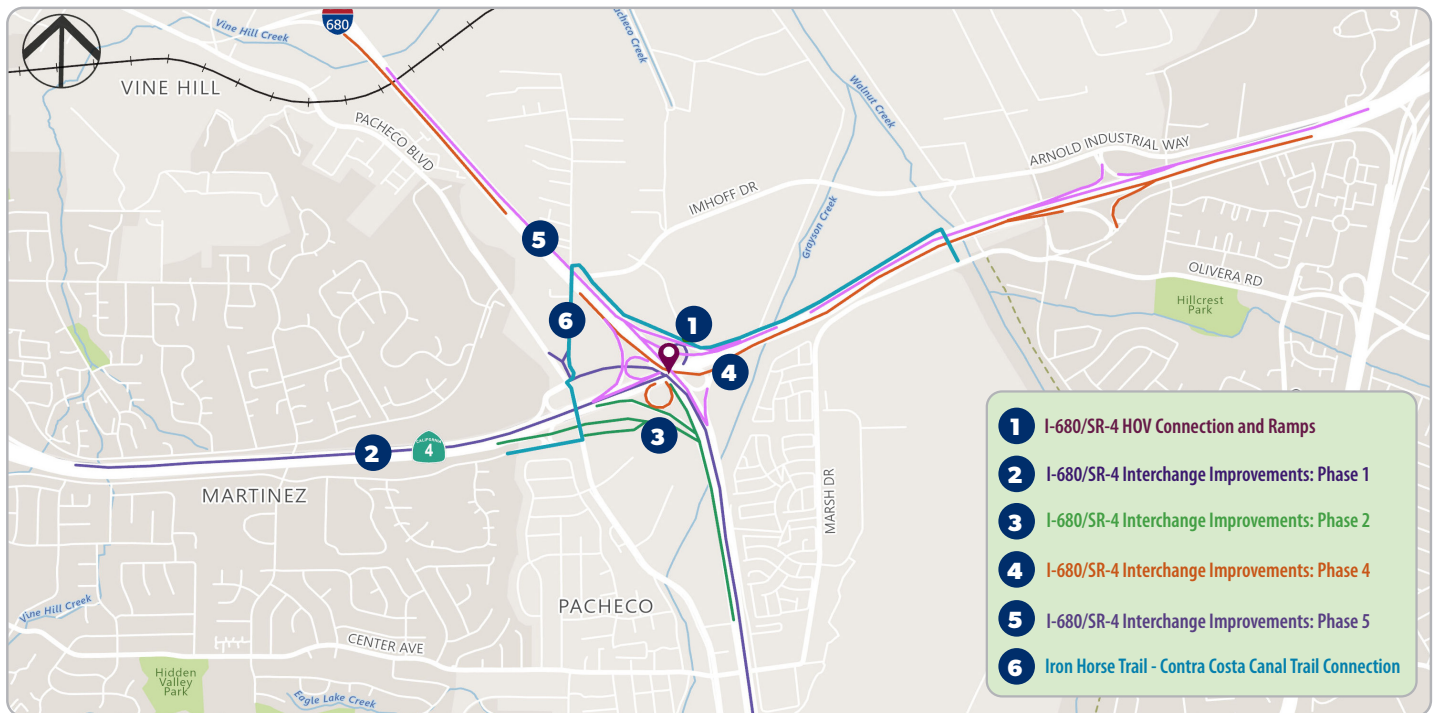 680
Vine Hill Creek
Pacheco Creek
VINE HILL
PACHECO BLVD
Walnut Creek
ARNOLD INDUSTRIAL WAY
IMHOFF DR
Grayson Creek
5
OLIVERA RD
Hillcrest
Park
6
1
4
3
2
CALIFORNIA
4
MARTINEZ
MARSH DR
PACHECO
Vine Hill Creek
CENTER AVE
Hidden
Valley
Park
Eagle Lake Creek
1 I-680/SR-4 HOV Connection and Ramps
2 I-680/SR-4 Interchange Improvements: Phase 1
3 I-680/SR-4 Interchange Improvements: Phase 2
4 I-680/SR-4 Interchange Improvements: Phase 4
5 I-680/SR-4 Interchange Improvements: Phase 5
6 Iron Horse Trail - Contra Costa Canal Trail Connection